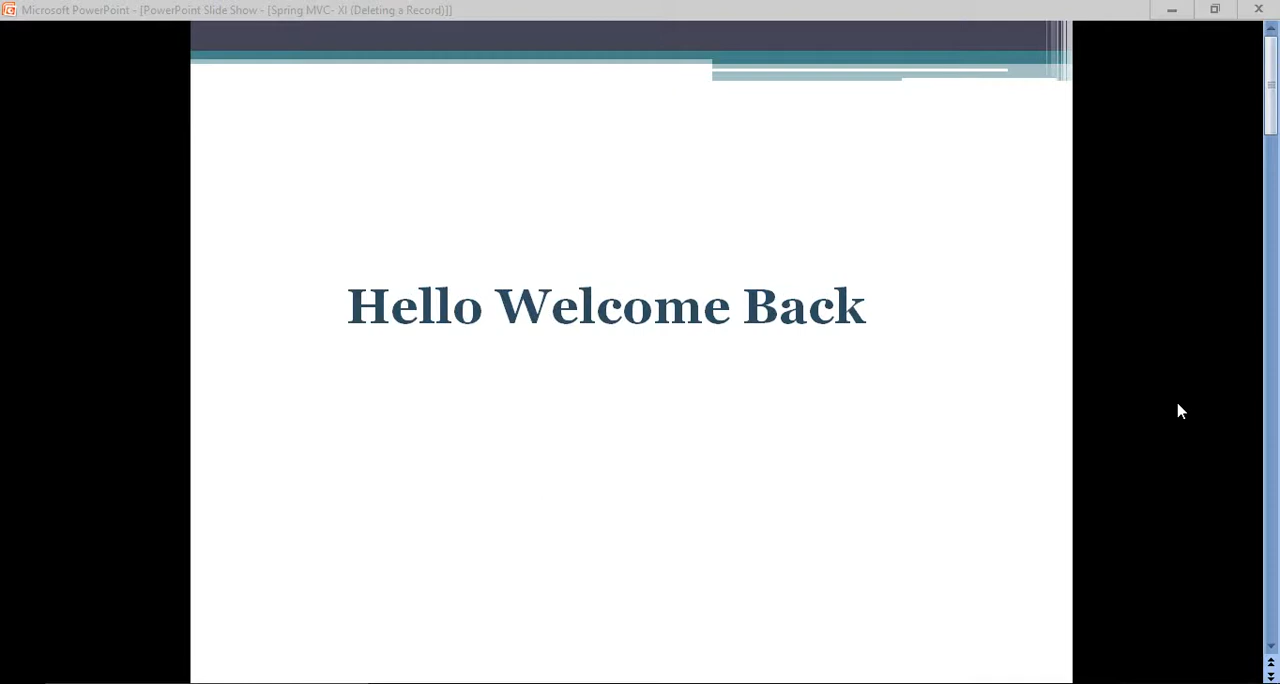 Microsoft PowerPoint - [PowerPoint Slide Show - [Spring MVC- XI (Deleting a Record)]]
Hello Welcome Back